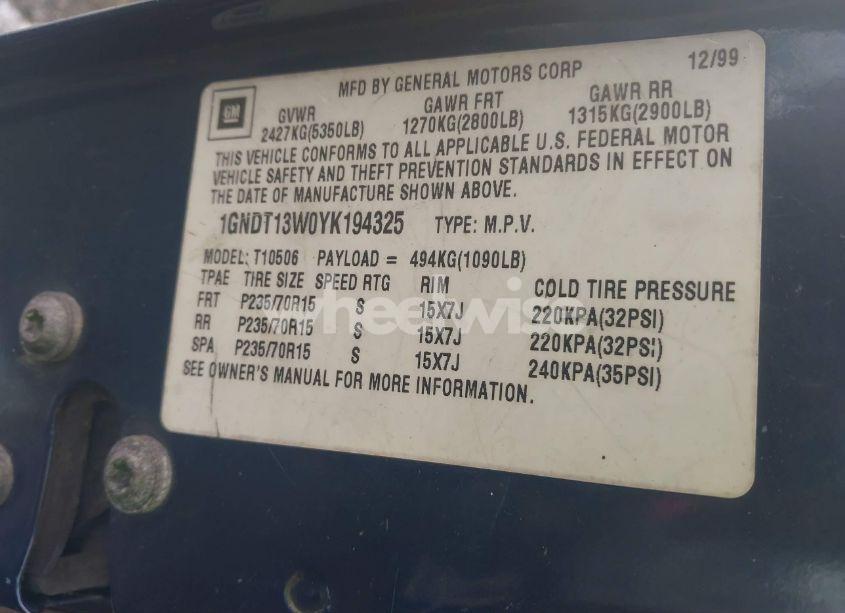 MFD BY GENERAL MOTORS CORP 12/99
GM
GVWR GAWR FRT GAWR RR
2427KG(5350LB) 1270KG(2800LB) 1315KG(2900LB)
THIS VEHICLE CONFORMS TO ALL APPLICABLE U.S. FEDERAL MOTOR
VEHICLE SAFETY AND THEFT PREVENTION STANDARDS IN EFFECT ON
THE DATE OF MANUFACTURE SHOWN ABOVE.
1GNDT13W0YK194325 TYPE: M.P.V.
MODEL: T10506 PAYLOAD = 494KG(1090LB)
TPAE TIRE SIZE SPEED RTG RIM COLD TIRE PRESSURE
FRT P235/70R15 S 15X7J 220KPA(32PSI)
RR P235/70R15 S 15X7J 220KPA(32PSI)
SPA P235/70R15 S 15X7J 240KPA(35PSI)
SEE OWNER'S MANUAL FOR MORE INFORMATION.
wheelwise